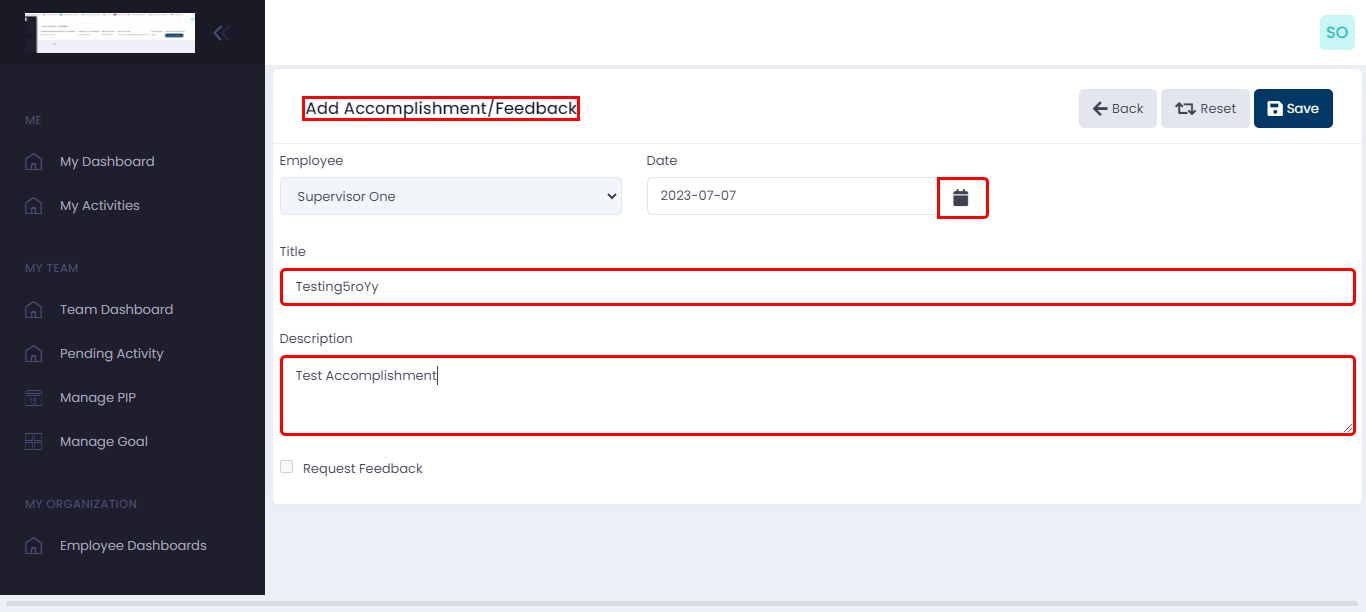 SO
ME
My Dashboard
My Activities
MY TEAM
Team Dashboard
Pending Activity
Manage PIP
Manage Goal
MY ORGANIZATION
Employee Dashboards
Add Accomplishment/Feedback
Back Reset Save
Employee Date
Supervisor One 2023-07-07
Title
Testing5roYy
Description
Test Accomplishment
Request Feedback